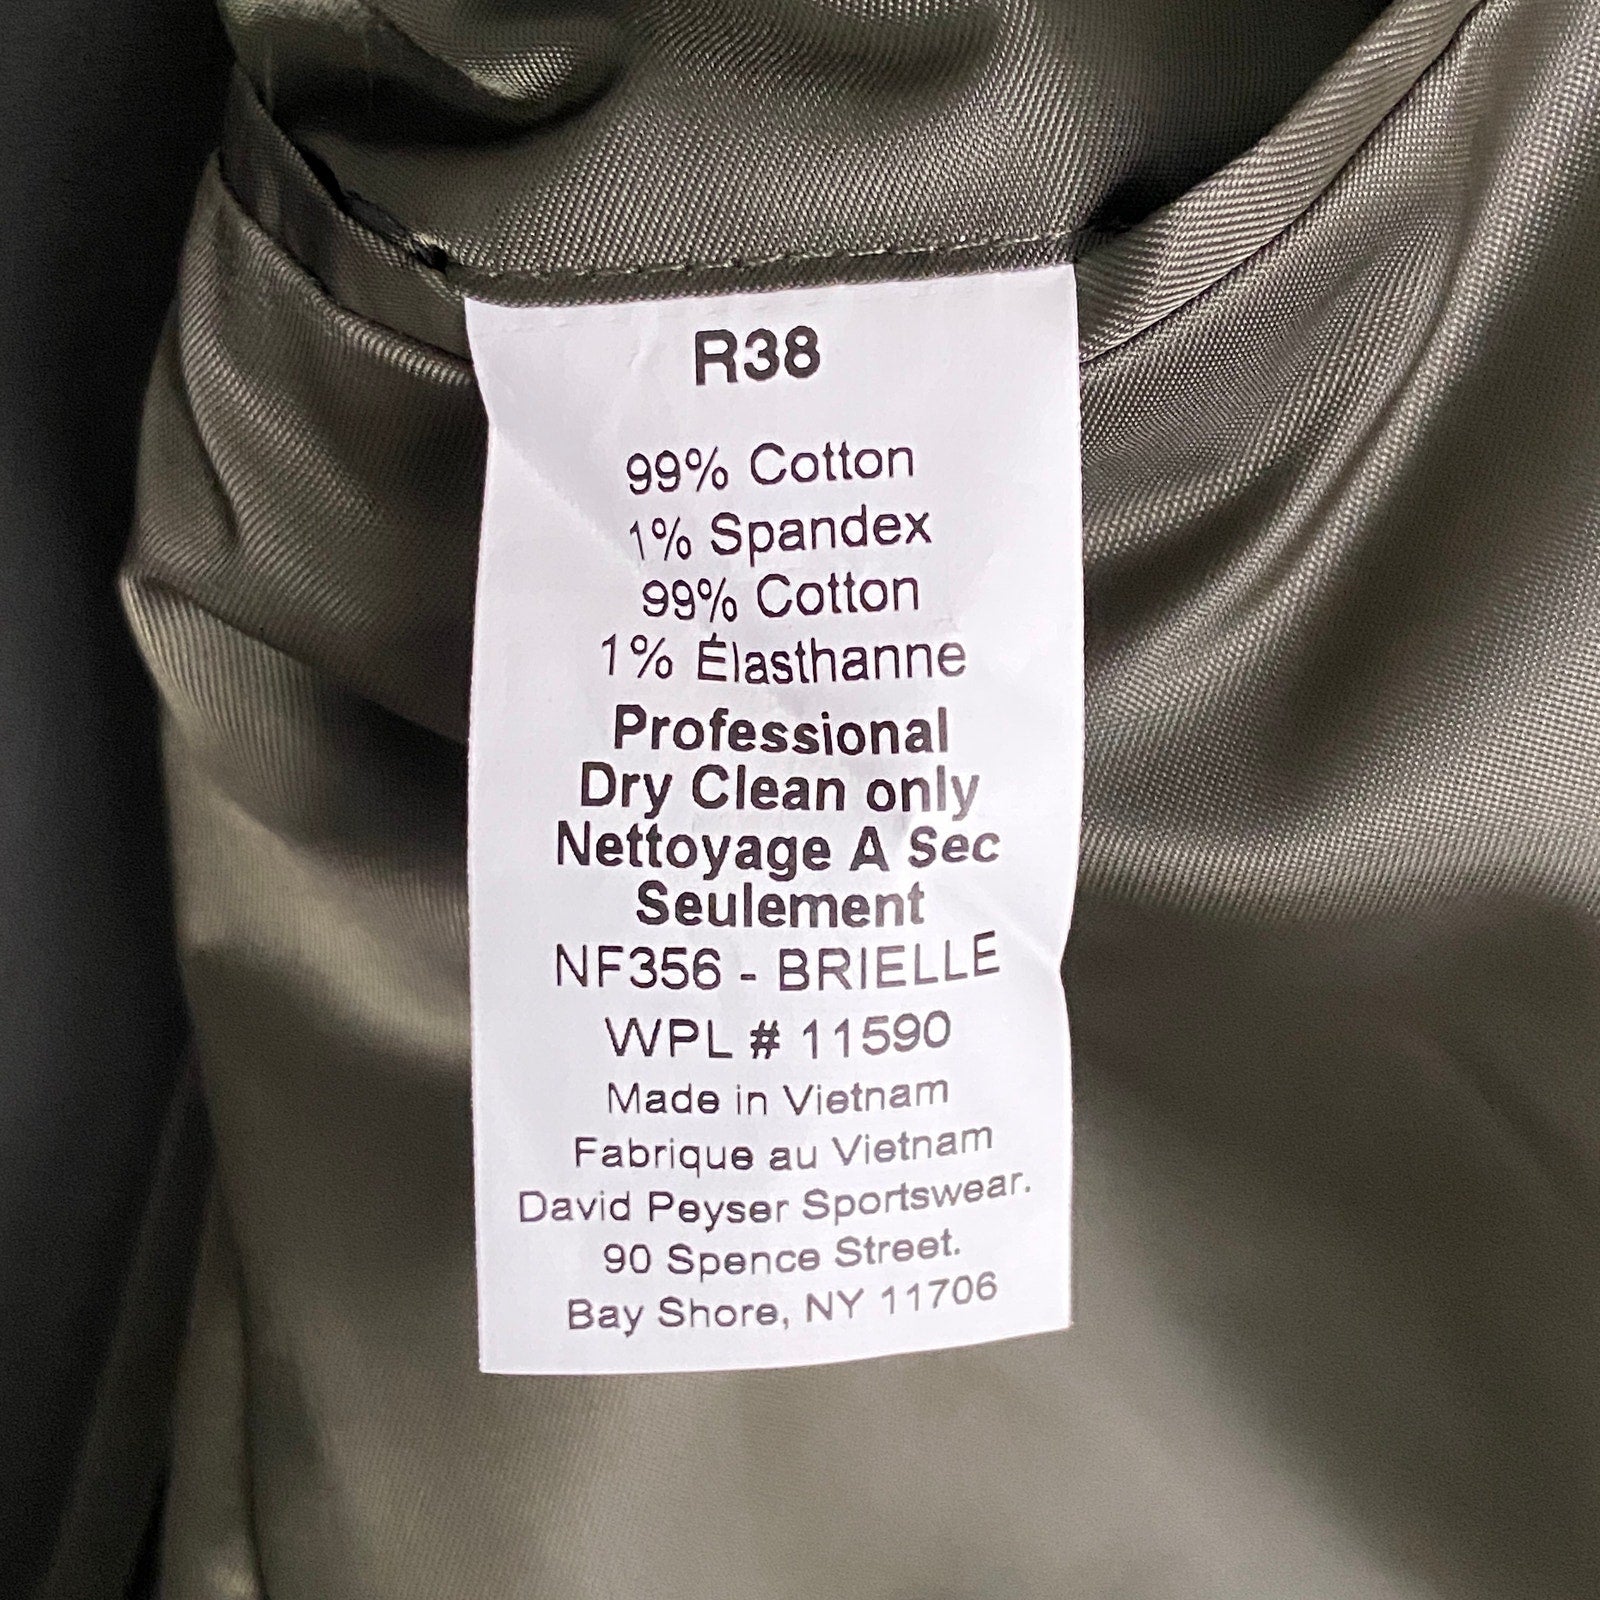 R38
99% Cotton
1% Spandex
99% Cotton
1% Élasthanne
Professional
Dry Clean only
Nettoyage A Sec
Seulement
NF356 - BRIELLE
WPL # 11590
Made in Vietnam
Fabrique au Vietnam
David Peyser Sportswear.
90 Spence Street.
Bay Shore, NY 11706